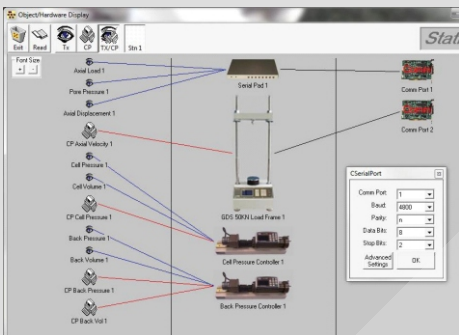 Object/Hardware Display
Exit
Read
Tx
CP
TX/CP
Stn 1
Stati
Font Size
+
-
Axial Load 1
Pore Pressure 1
Axial Displacement 1
CP Axial Velocity 1
Cell Pressure 1
Cell Volume 1
CP Cell Pressure 1
Back Pressure 1
Back Volume 1
CP Back Pressure 1
CP Back Vol 1
Serial Pad 1
GDS 50KN Load Frame 1
Cell Pressure Controller 1
Back Pressure Controller 1
Comm Port 1
Comm Port 2
CSerialPort
Comm Port: 1
Baud: 4800
Parity: n
Data Bits: 8
Stop Bits: 2
Advanced Settings
OK